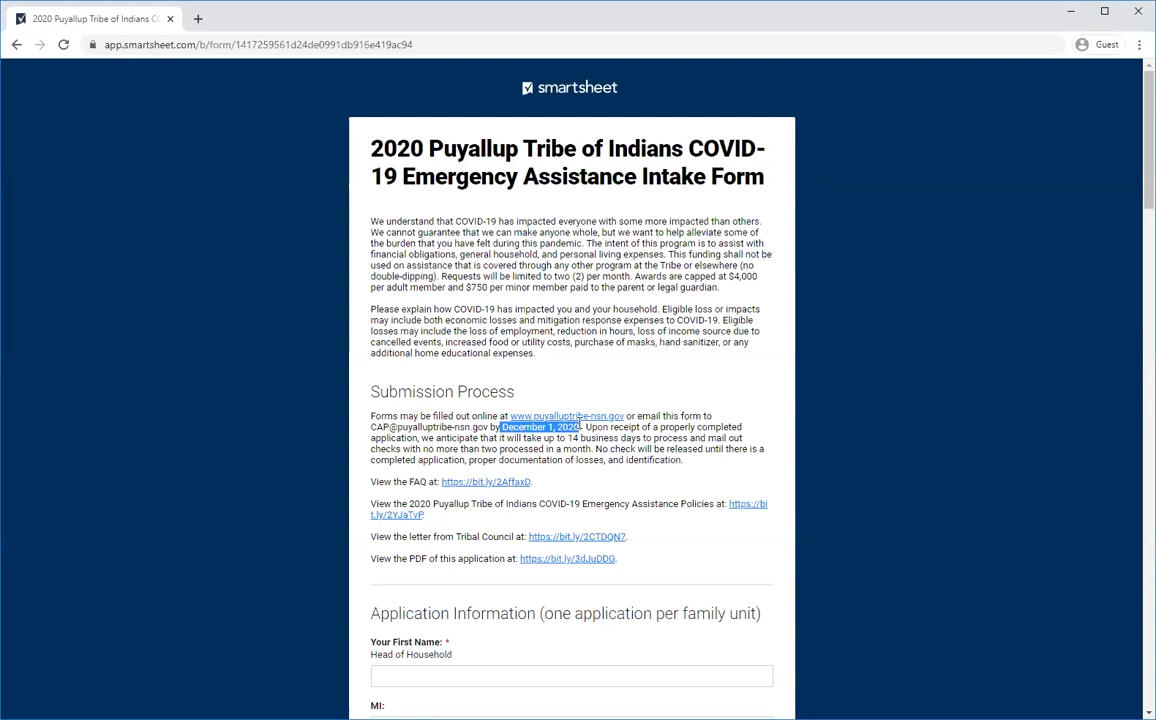 2020 Puyallup Tribe of Indians CO
app.smartsheet.com/b/form/1417259561d24de0991db916e419ac94
Guest
smartsheet
2020 Puyallup Tribe of Indians COVID-
19 Emergency Assistance Intake Form
We understand that COVID-19 has impacted everyone with some more impacted than others.
We cannot guarantee that we can make anyone whole, but we want to help alleviate some of
the burden that you have felt during this pandemic. The intent of this program is to assist with
financial obligations, general household, and personal living expenses. This funding shall not be
used on assistance that is covered through any other program at the Tribe or elsewhere (no
double-dipping). Requests will be limited to two (2) per month. Awards are capped at $4,000
per adult member and $750 per minor member paid to the parent or legal guardian.
Please explain how COVID-19 has impacted you and your household. Eligible loss or impacts
may include both economic losses and mitigation response expenses to COVID-19. Eligible
losses may include the loss of employment, reduction in hours, loss of income source due to
cancelled events, increased food or utility costs, purchase of masks, hand sanitizer, or any
additional home educational expenses.
Submission Process
Forms may be filled out online at www.puyalluptribe-nsn.gov or email this form to
CAP@puyalluptribe-nsn.gov by December 1, 2020. Upon receipt of a properly completed
application, we anticipate that it will take up to 14 business days to process and mail out
checks with no more than two processed in a month. No check will be released until there is a
completed application, proper documentation of losses, and identification.
View the FAQ at: https://bit.ly/2AffaxD.
View the 2020 Puyallup Tribe of Indians COVID-19 Emergency Assistance Policies at: https://bi
t.ly/2YJaTvP.
View the letter from Tribal Council at: https://bit.ly/2CTDQN7.
View the PDF of this application at: https://bit.ly/3dJuDDG.
Application Information (one application per family unit)
Your First Name: *
Head of Household
MI: